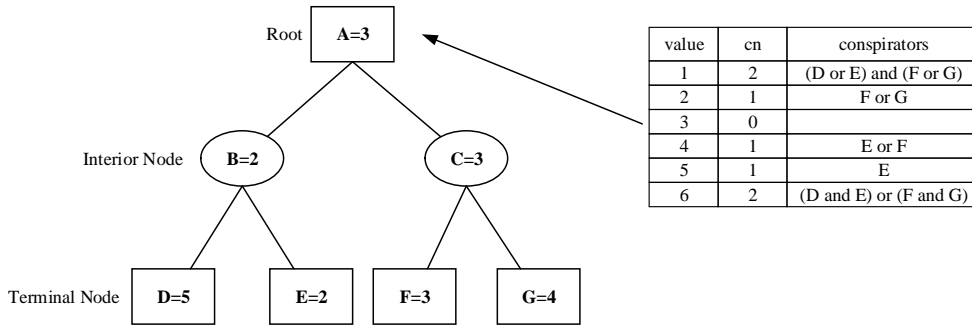 Root
A=3
Interior Node
B=2
C=3
Terminal Node
D=5
E=2
F=3
G=4
value cn conspirators
1 2 (D or E) and (F or G)
2 1 F or G
3 0
4 1 E or F
5 1 E
6 2 (D and E) or (F and G)